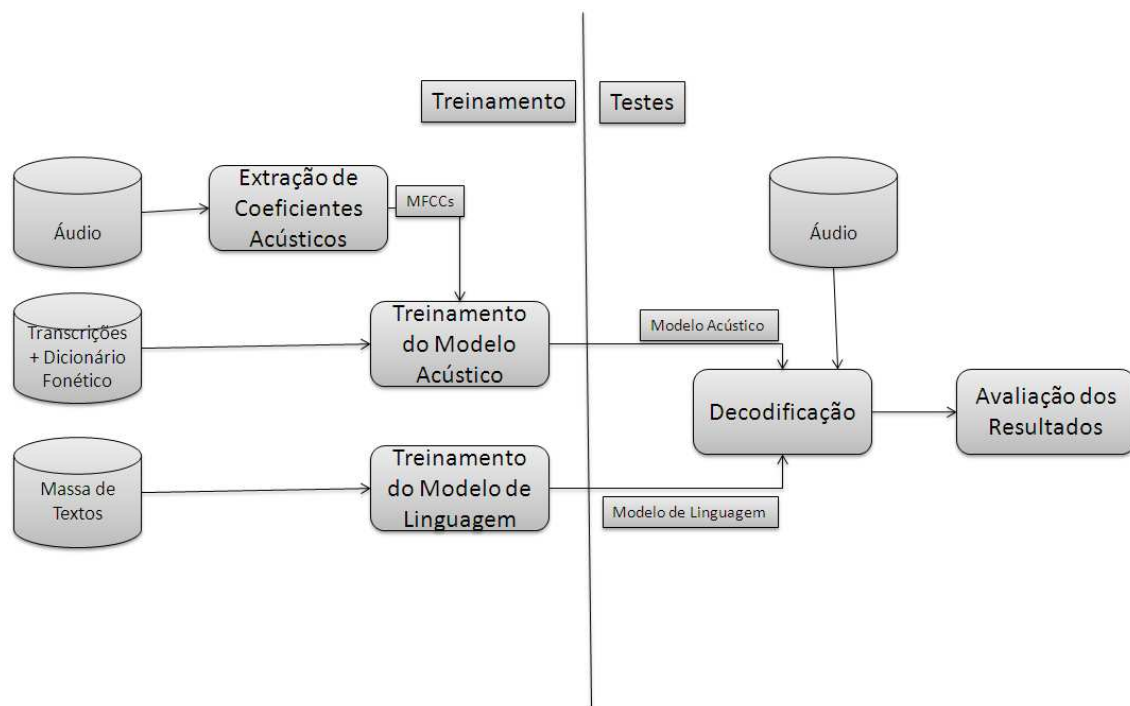 Treinamento
Testes
Áudio
Extração de
Coeficientes
Acústicos
MFCCs
Áudio
Transcrições
+ Dicionário
Fonético
Treinamento
do Modelo
Acústico
Modelo Acústico
Decodificação
Avaliação dos
Resultados
Massa de
Textos
Treinamento
do Modelo de
Linguagem
Modelo de Linguagem